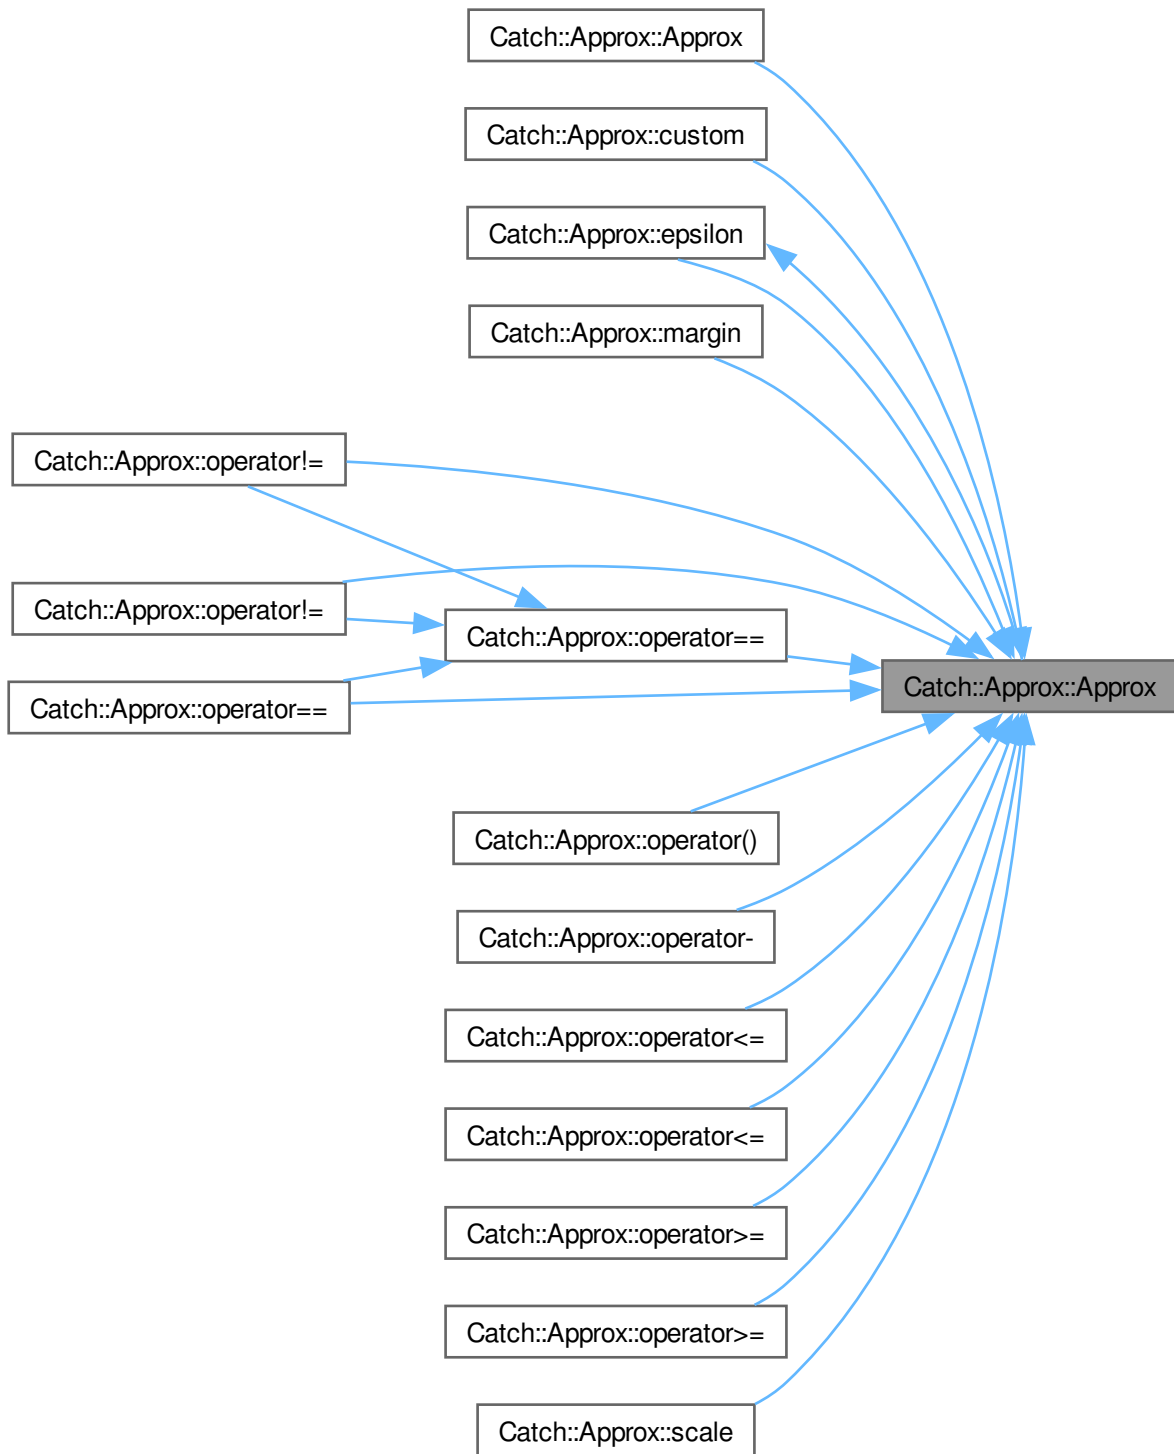 Catch::Approx::Approx
Catch::Approx::custom
Catch::Approx::epsilon
Catch::Approx::margin
Catch::Approx::operator!=
Catch::Approx::operator!=
Catch::Approx::operator==
Catch::Approx::operator==
Catch::Approx::Approx
Catch::Approx::operator()
Catch::Approx::operator-
Catch::Approx::operator<=
Catch::Approx::operator<=
Catch::Approx::operator>=
Catch::Approx::operator>=
Catch::Approx::scale